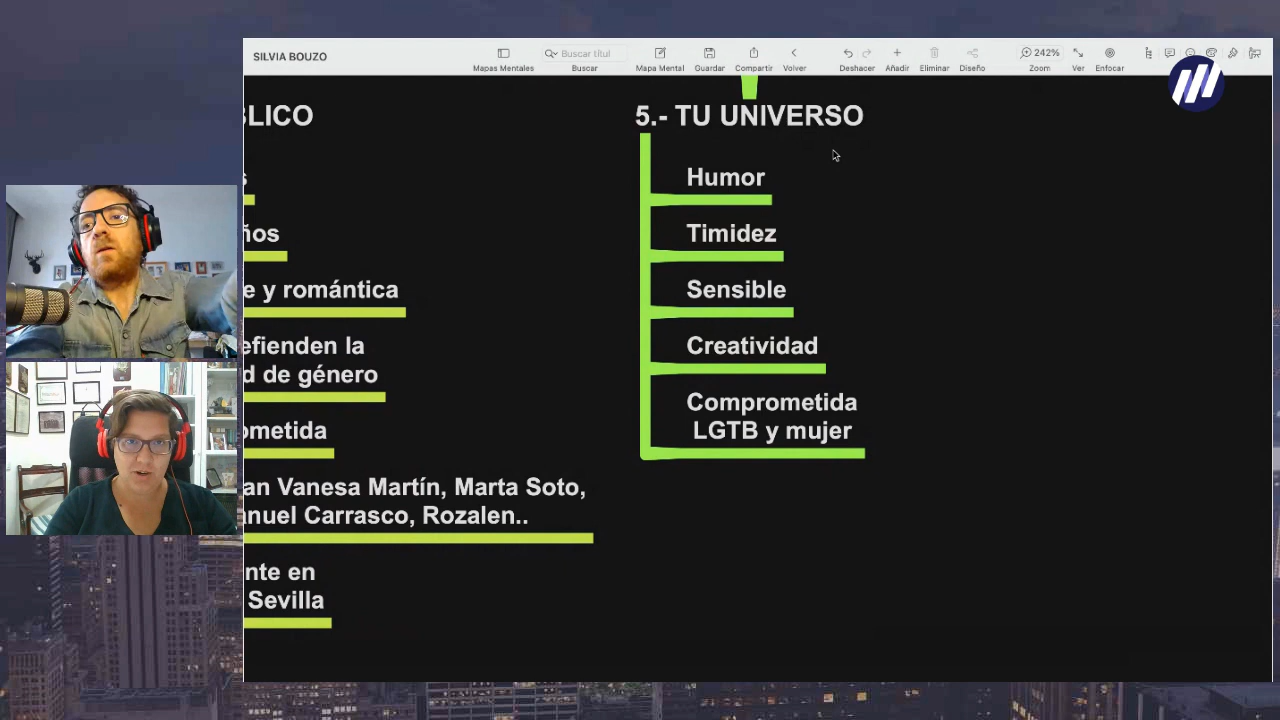 SILVIA BOUZO
Mapas Mentales
Buscar títul
Buscar
Mapa Mental
Guardar
Compartir
Volver
Deshacer
Añadir
Eliminar
Diseño
242%
Zoom
Ver
Enfocar
BLICO
s
ños
e y romántica
efienden la
d de género
ometida
an Vanesa Martín, Marta Soto,
anuel Carrasco, Rozalen..
nte en
Sevilla
5.- TU UNIVERSO
Humor
Timidez
Sensible
Creatividad
Comprometida
LGTB y mujer